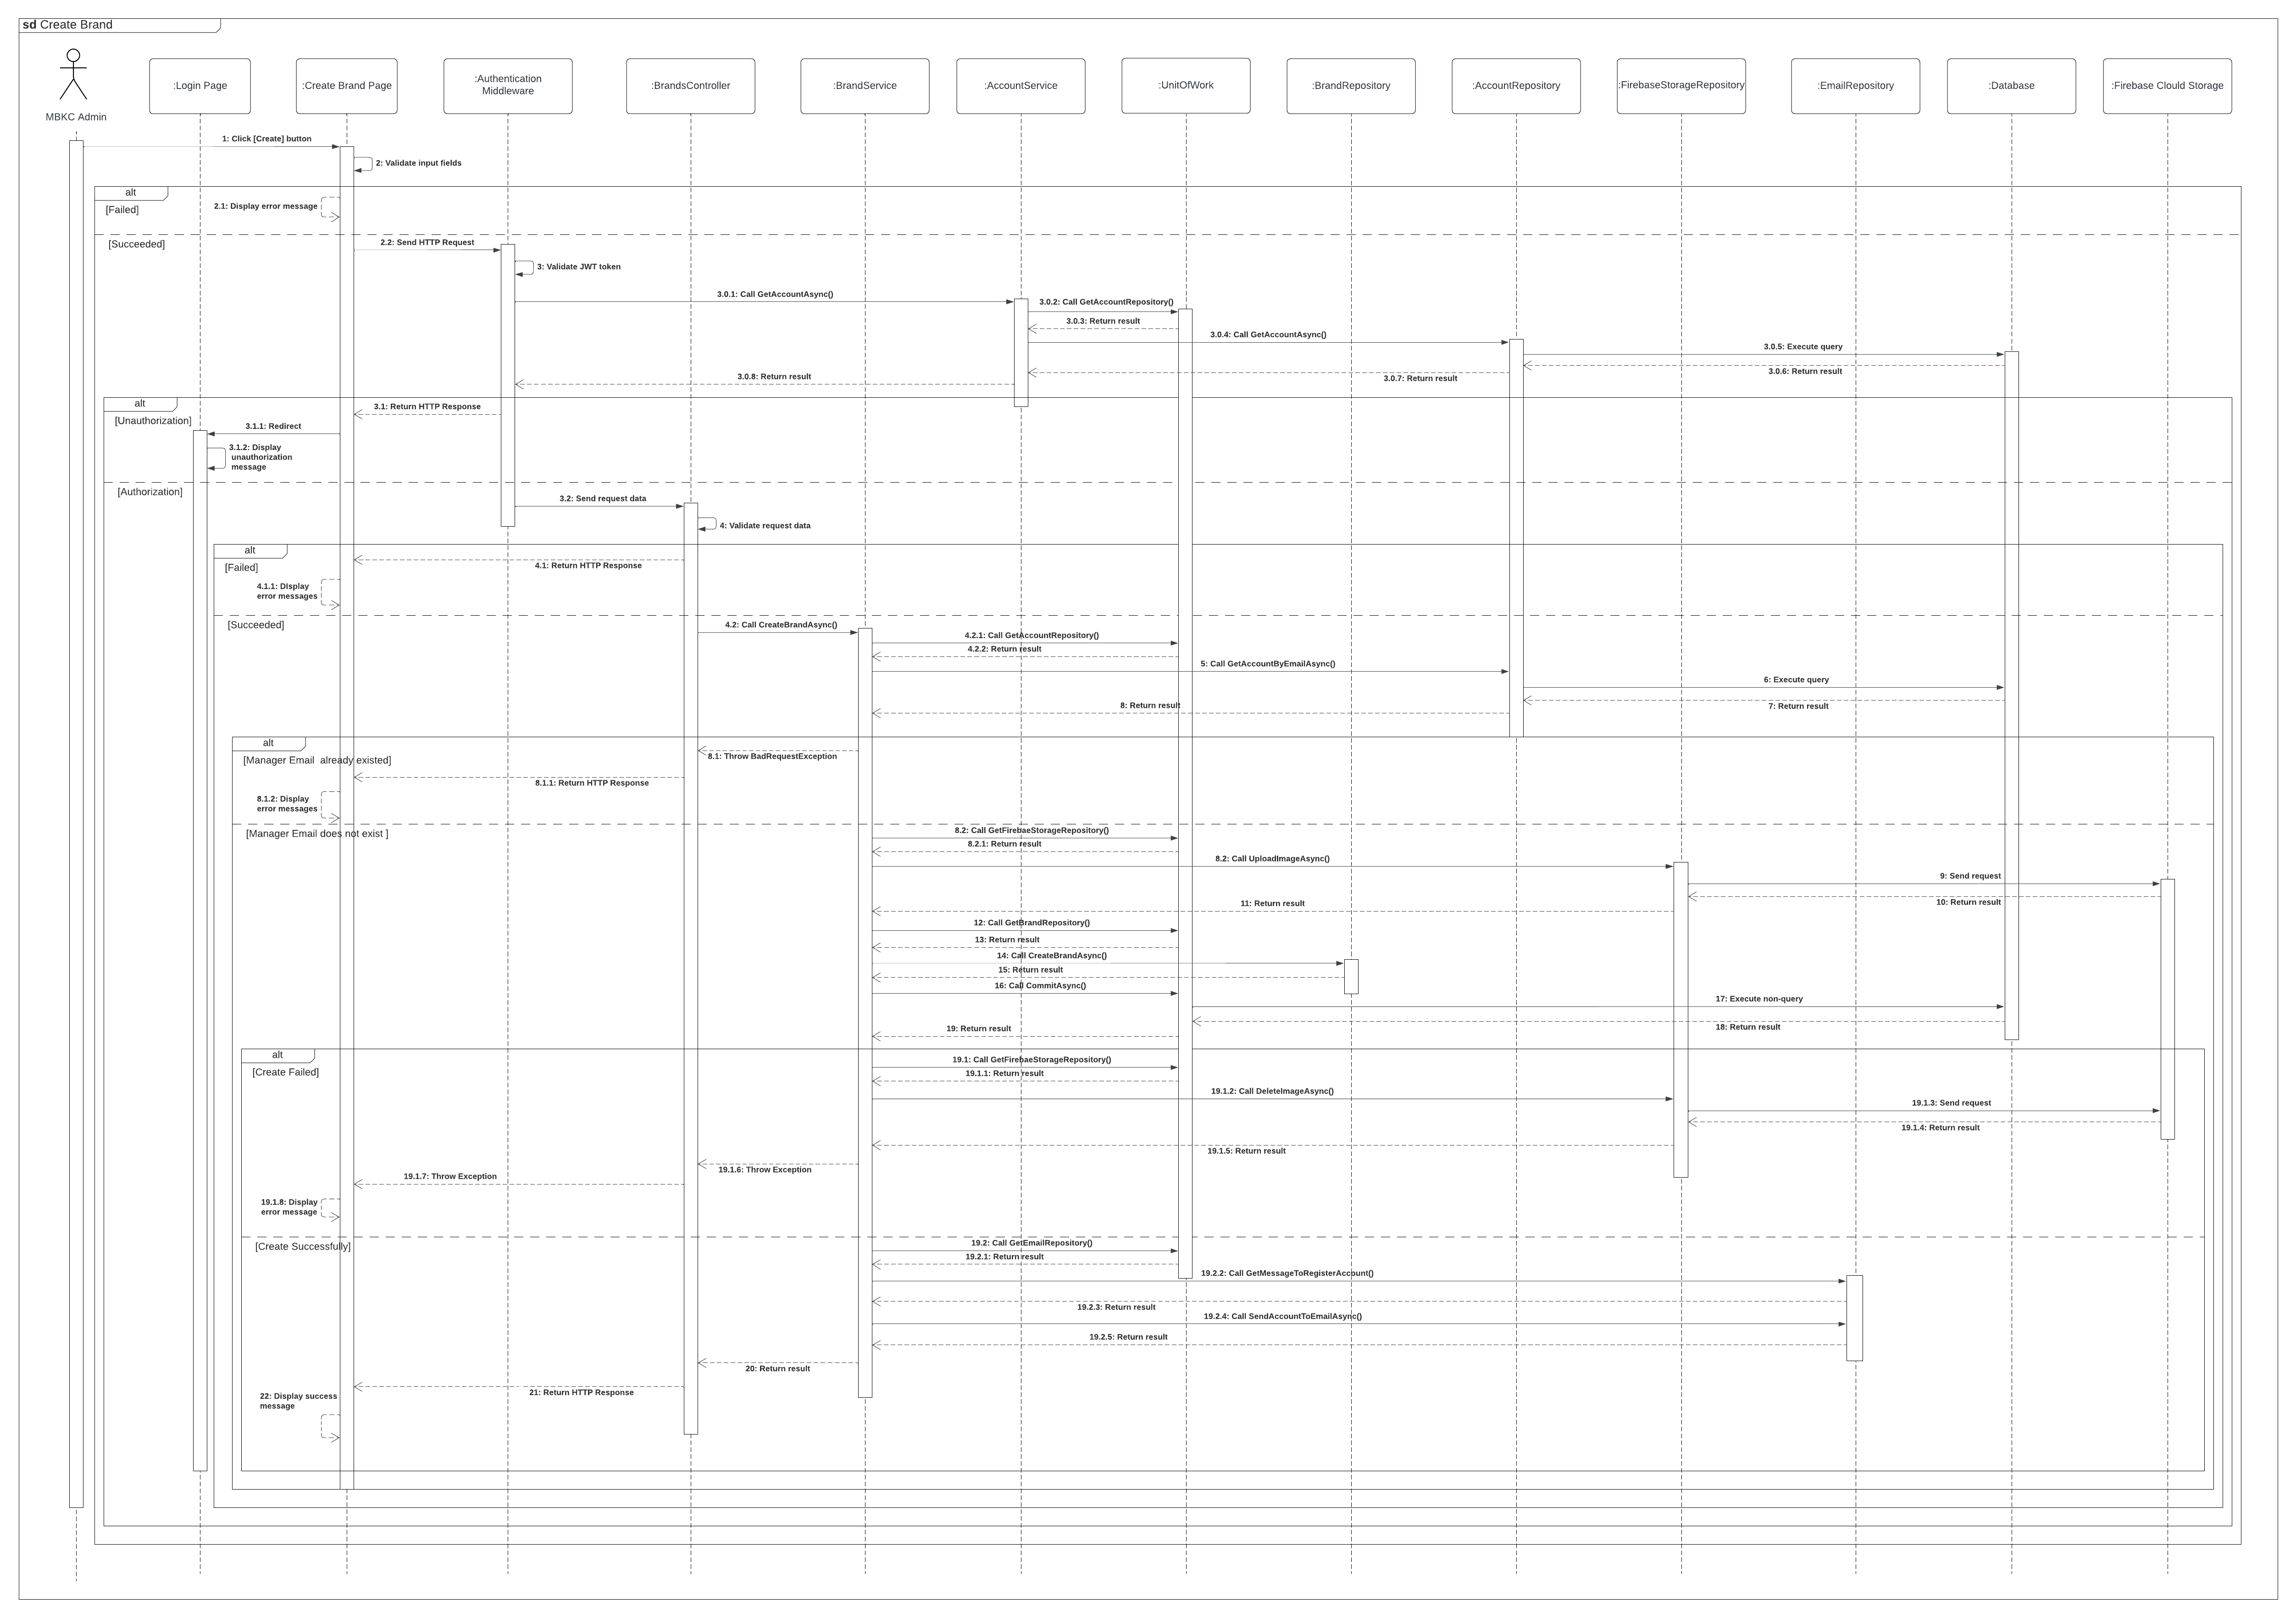 sd Create Brand
MBKC Admin
:Login Page
:Create Brand Page
:Authentication
Middleware
:BrandsController
:BrandService
:AccountService
:UnitOfWork
:BrandRepository
:AccountRepository
:FirebaseStorageRepository
:EmailRepository
:Database
:Firebase Clould Storage
1: Click [Create] button
2: Validate input fields
alt
[Failed]
2.1: Display error message
[Succeeded]
2.2: Send HTTP Request
3: Validate JWT token
3.0.1: Call GetAccountAsync()
3.0.2: Call GetAccountRepository()
3.0.3: Return result
3.0.4: Call GetAccountAsync()
3.0.5: Execute query
3.0.6: Return result
3.0.7: Return result
3.0.8: Return result
alt
[Unauthorization]
3.1: Return HTTP Response
3.1.1: Redirect
3.1.2: Display
unauthorization
message
[Authorization]
3.2: Send request data
4: Validate request data
alt
[Failed]
4.1: Return HTTP Response
4.1.1: DIsplay
error messages
[Succeeded]
4.2: Call CreateBrandAsync()
4.2.1: Call GetAccountRepository()
4.2.2: Return result
5: Call GetAccountByEmailAsync()
6: Execute query
7: Return result
8: Return result
alt
[Manager Email  already existed]
8.1: Throw BadRequestException
8.1.1: Return HTTP Response
8.1.2: Display
error messages
[Manager Email does not exist ]
8.2: Call GetFirebaeStorageRepository()
8.2.1: Return result
8.2: Call UploadImageAsync()
9: Send request
10: Return result
11: Return result
12: Call GetBrandRepository()
13: Return result
14: Call CreateBrandAsync()
15: Return result
16: Call CommitAsync()
17: Execute non-query
18: Return result
19: Return result
alt
[Create Failed]
19.1: Call GetFirebaeStorageRepository()
19.1.1: Return result
19.1.2: Call DeleteImageAsync()
19.1.3: Send request
19.1.4: Return result
19.1.5: Return result
19.1.6: Throw Exception
19.1.7: Throw Exception
19.1.8: Display
error message
[Create Successfully]
19.2: Call GetEmailRepository()
19.2.1: Return result
19.2.2: Call GetMessageToRegisterAccount()
19.2.3: Return result
19.2.4: Call SendAccountToEmailAsync()
19.2.5: Return result
20: Return result
21: Return HTTP Response
22: Display success
message